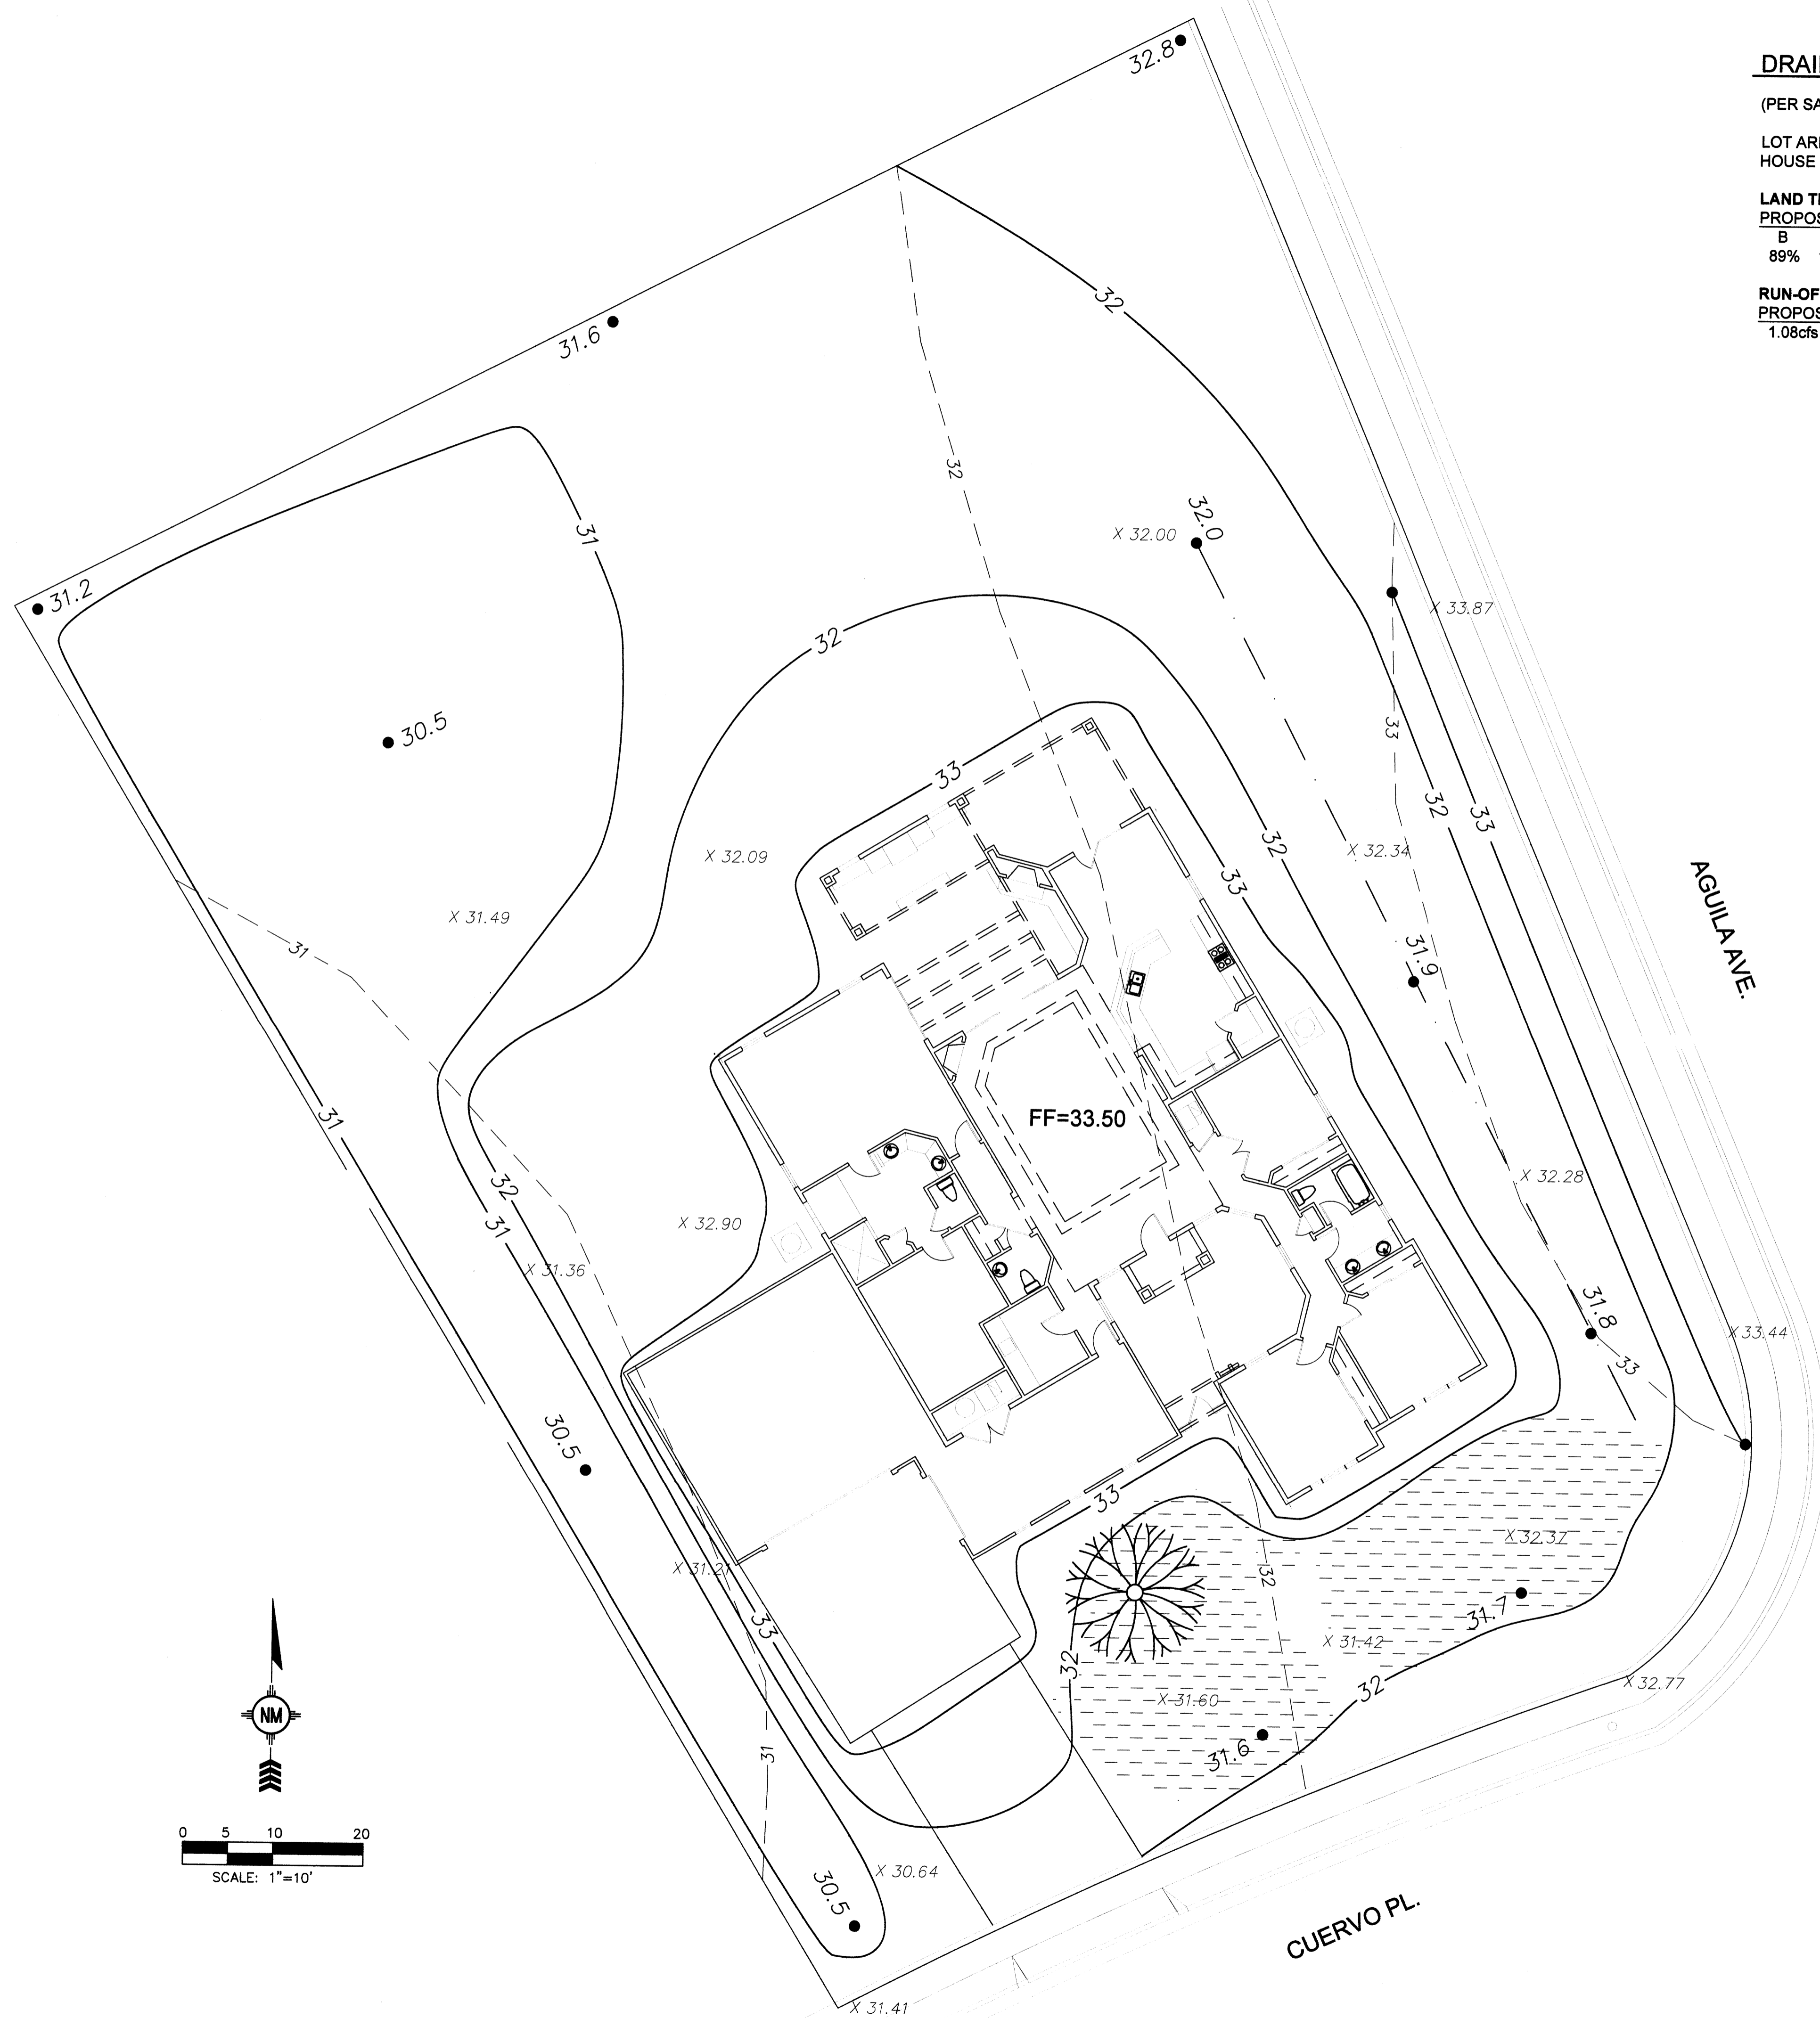 32.8
DRAI
(PER SA
LOT AR
HOUSE
LAND T
PROPOS
B
89%
RUN-OF
PROPOS
1.08cfs
32
31.6
32
31
32.0
X 32.00
31.2
X 33.87
32
30.5
33
33
32
33
X 32.09
32
X 32.34
33
AGUILA AVE.
X 31.49
31
31.9
31
FF=33.50
32
X 32.28
X 32.90
31
X 31.36
31.8
X 33.44
33
30.5
33
X 32.37
X 31.21
32
31.7
33
X 31.42
32
32
X 32.77
X 31.60
NM
31.6
31
0 5 10 20
SCALE: 1"=10'
X 30.64
30.5
CUERVO PL.
X 31.41